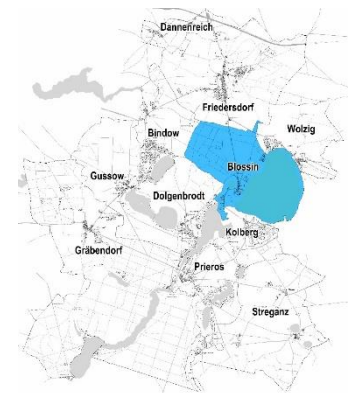 Dannenreich
Friedersdorf
Bindow
Wolzig
Blossin
Gussow
Dolgenbrodt
Kolberg
Gräbendorf
Prieros
Streganz